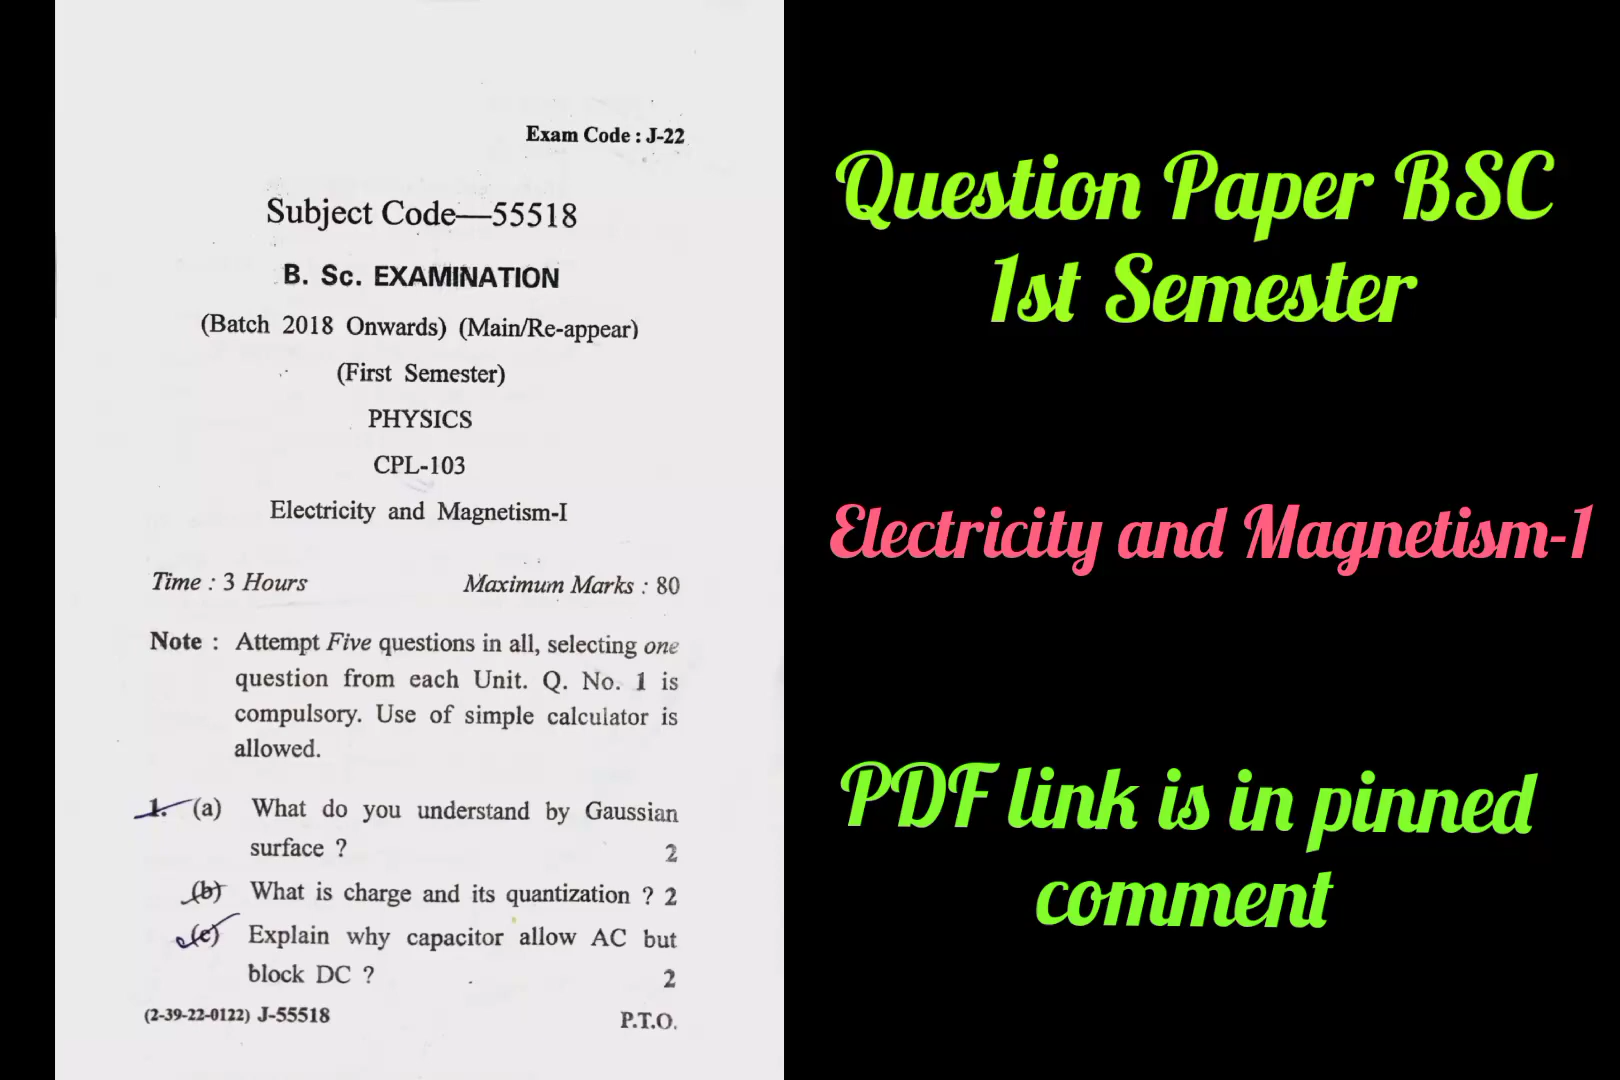 Exam Code : J-22
Subject Code—55518
B. Sc. EXAMINATION
(Batch 2018 Onwards) (Main/Re-appear)
(First Semester)
PHYSICS
CPL-103
Electricity and Magnetism-I
Time : 3 Hours Maximum Marks : 80
Note : Attempt Five questions in all, selecting one
question from each Unit. Q. No. 1 is
compulsory. Use of simple calculator is
allowed.
1. (a) What do you understand by Gaussian
surface ? 2
(b) What is charge and its quantization ? 2
(c) Explain why capacitor allow AC but
block DC ? 2
(2-39-22-0122) J-55518 P.T.O.
Question Paper BSC
1st Semester
Electricity and Magnetism-1
PDF link is in pinned
comment